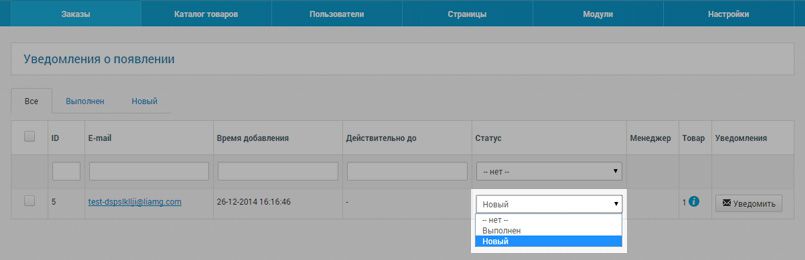 Заказы Каталог товаров Пользователи Страницы Модули Настройки
Уведомления о появлении
Все Выполнен Новый
ID E-mail Время добавления Действительно до Статус Менеджер Товар Уведомления
-- нет --
5 test-dspslkllji@liamg.com 26-12-2014 16:16:46 - Новый 1 i Уведомить
-- нет --
Выполнен
Новый